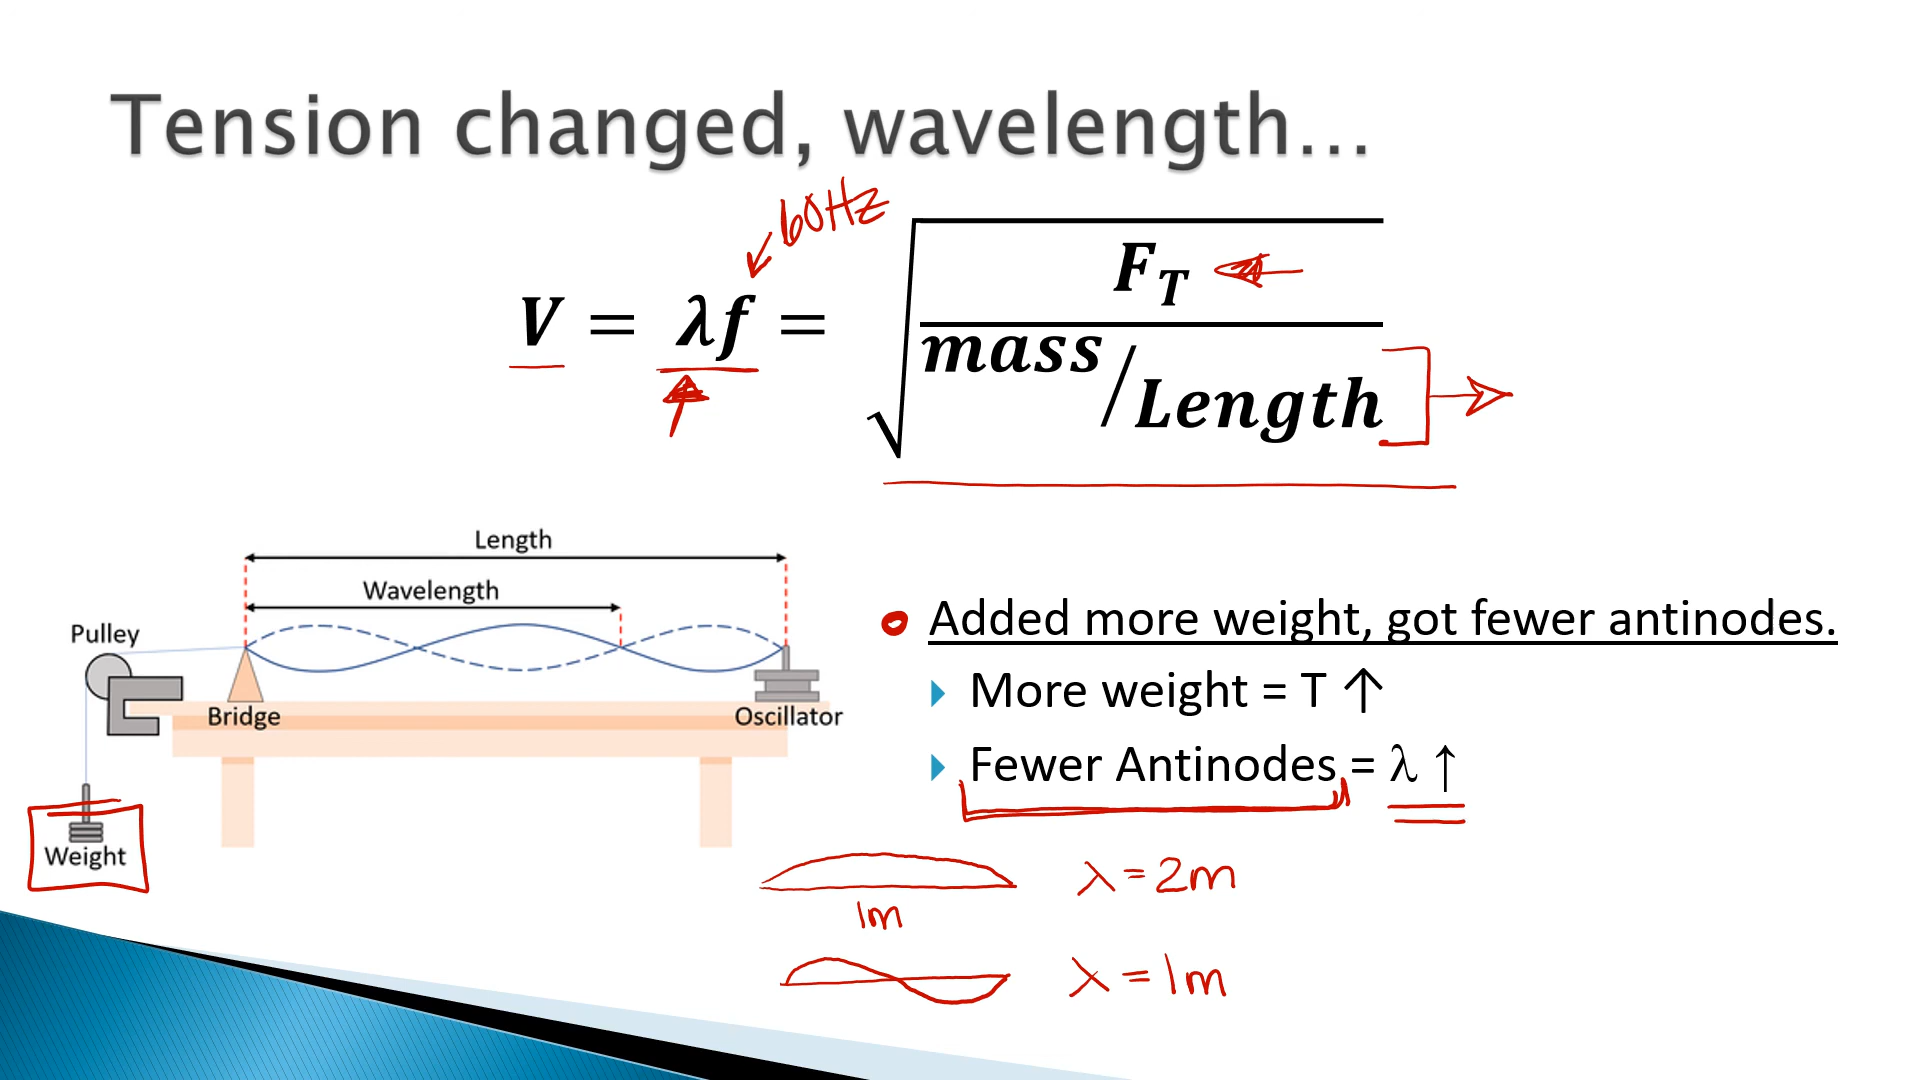 Tension changed, wavelength...
60Hz
V = λf = √ F_T / mass/Length
Length
Wavelength
Pulley
Bridge
Oscillator
Weight
Added more weight, got fewer antinodes.
More weight = T ↑
Fewer Antinodes = λ ↑
λ = 2m
1m
λ = 1m